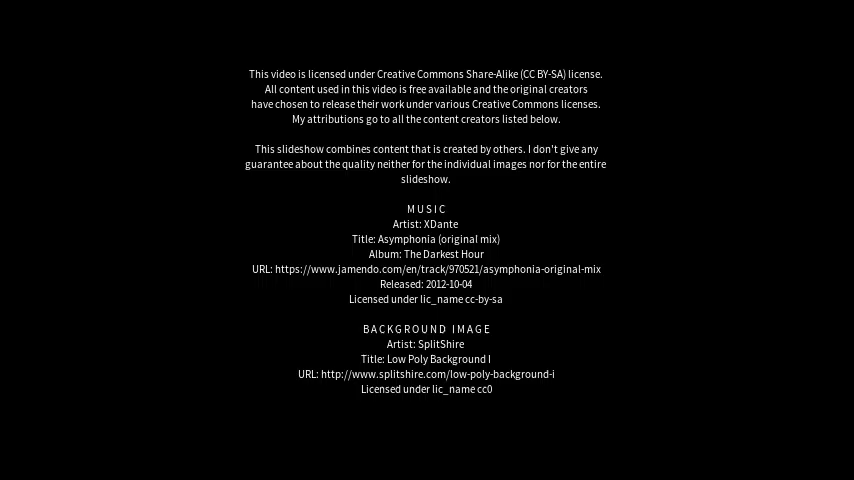 This video is licensed under Creative Commons Share-Alike (CC BY-SA) license.
All content used in this video is free available and the original creators
have chosen to release their work under various Creative Commons licenses.
My attributions go to all the content creators listed below.
This slideshow combines content that is created by others. I don't give any
guarantee about the quality neither for the individual images nor for the entire
slideshow.
MUSIC
Artist: XDante
Title: Asymphonia (original mix)
Album: The Darkest Hour
URL: https://www.jamendo.com/en/track/970521/asymphonia-original-mix
Released: 2012-10-04
Licensed under lic_name cc-by-sa
BACKGROUND IMAGE
Artist: SplitShire
Title: Low Poly Background I
URL: http://www.splitshire.com/low-poly-background-i
Licensed under lic_name cc0